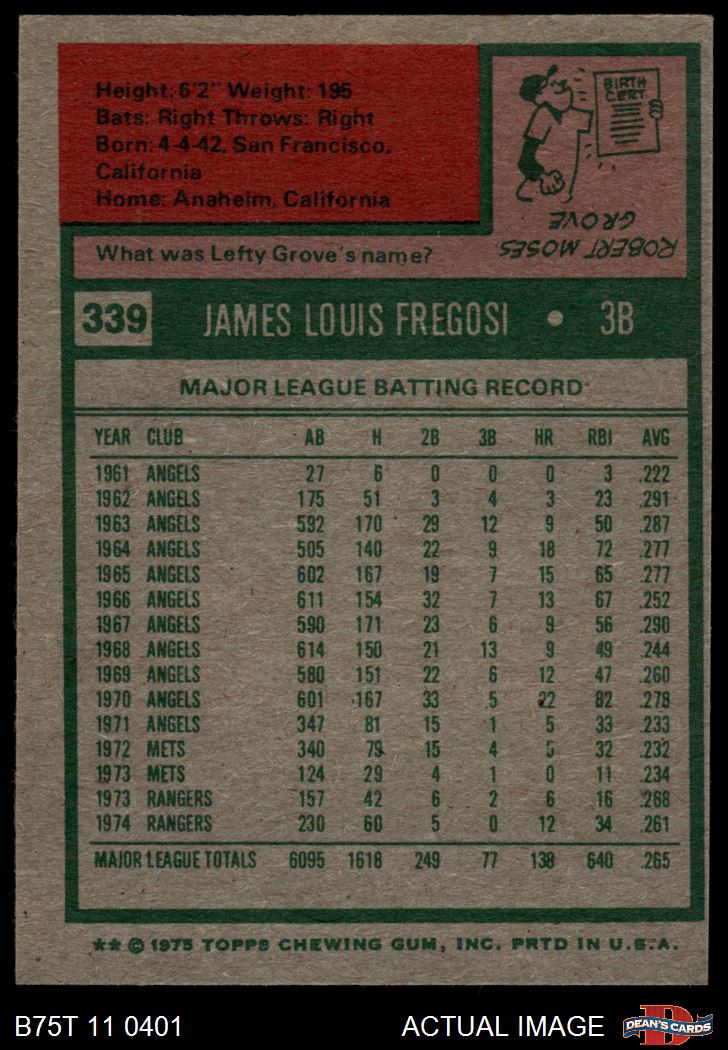 Height: 6'2" Weight: 195
Bats: Right Throws: Right
Born: 4-4-42, San Francisco,
California
Home: Anaheim, California
BIRTH
CERT.
ROBERT MOSES
GROVE
What was Lefty Grove's name?
339 JAMES LOUIS FREGOSI • 3B
MAJOR LEAGUE BATTING RECORD
YEAR CLUB AB H 2B 3B HR RBI AVG
1961 ANGELS 27 6 0 0 0 3 .222
1962 ANGELS 175 51 3 4 3 23 .291
1963 ANGELS 592 170 29 12 9 50 .287
1964 ANGELS 505 140 22 9 18 72 .277
1965 ANGELS 602 167 19 7 15 65 .277
1966 ANGELS 611 154 32 7 13 67 .252
1967 ANGELS 590 171 23 6 9 56 .290
1968 ANGELS 614 150 21 13 9 49 .244
1969 ANGELS 580 151 22 6 12 47 .260
1970 ANGELS 601 167 33 5 22 82 .278
1971 ANGELS 347 81 15 1 5 33 .233
1972 METS 340 79 15 4 5 32 .232
1973 METS 124 29 4 1 0 11 .234
1973 RANGERS 157 42 6 2 6 16 .268
1974 RANGERS 230 60 5 0 12 34 .261
MAJOR LEAGUE TOTALS 6095 1618 249 77 138 640 .265
** © 1975 TOPPS CHEWING GUM, INC. PRTD IN U.S.A.
B75T 11 0401 ACTUAL IMAGE D DEAN'S CARDS